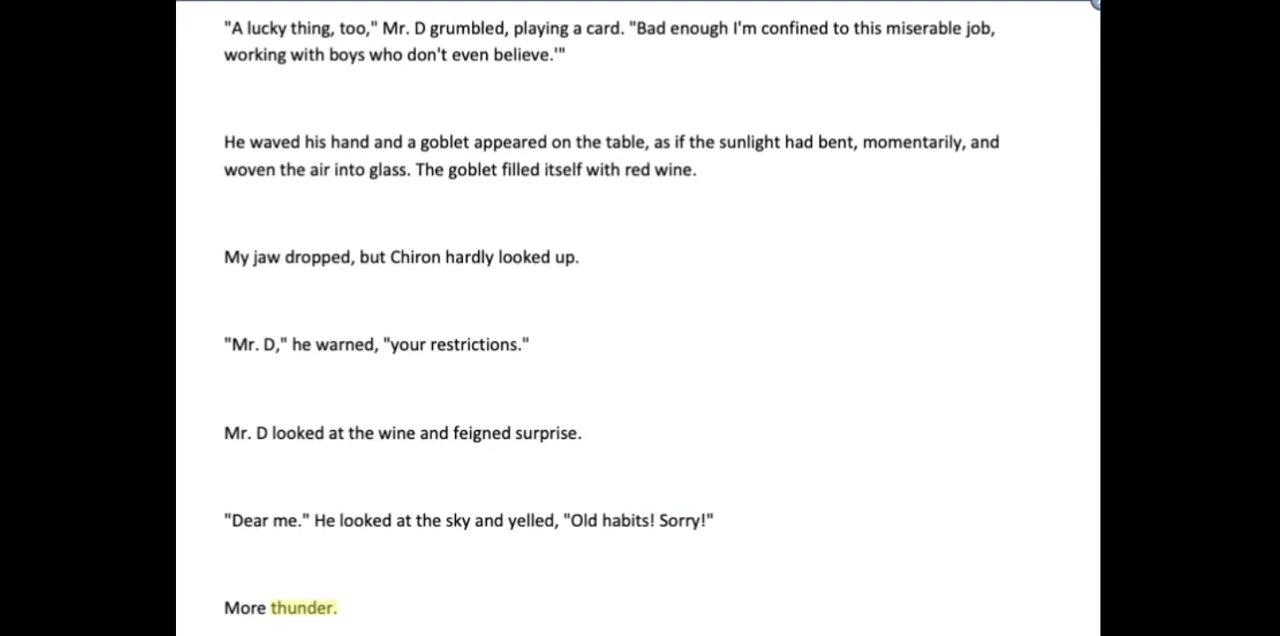 "A lucky thing, too," Mr. D grumbled, playing a card. "Bad enough I'm confined to this miserable job,
working with boys who don't even believe.'"
He waved his hand and a goblet appeared on the table, as if the sunlight had bent, momentarily, and
woven the air into glass. The goblet filled itself with red wine.
My jaw dropped, but Chiron hardly looked up.
"Mr. D," he warned, "your restrictions."
Mr. D looked at the wine and feigned surprise.
"Dear me." He looked at the sky and yelled, "Old habits! Sorry!"
More thunder.